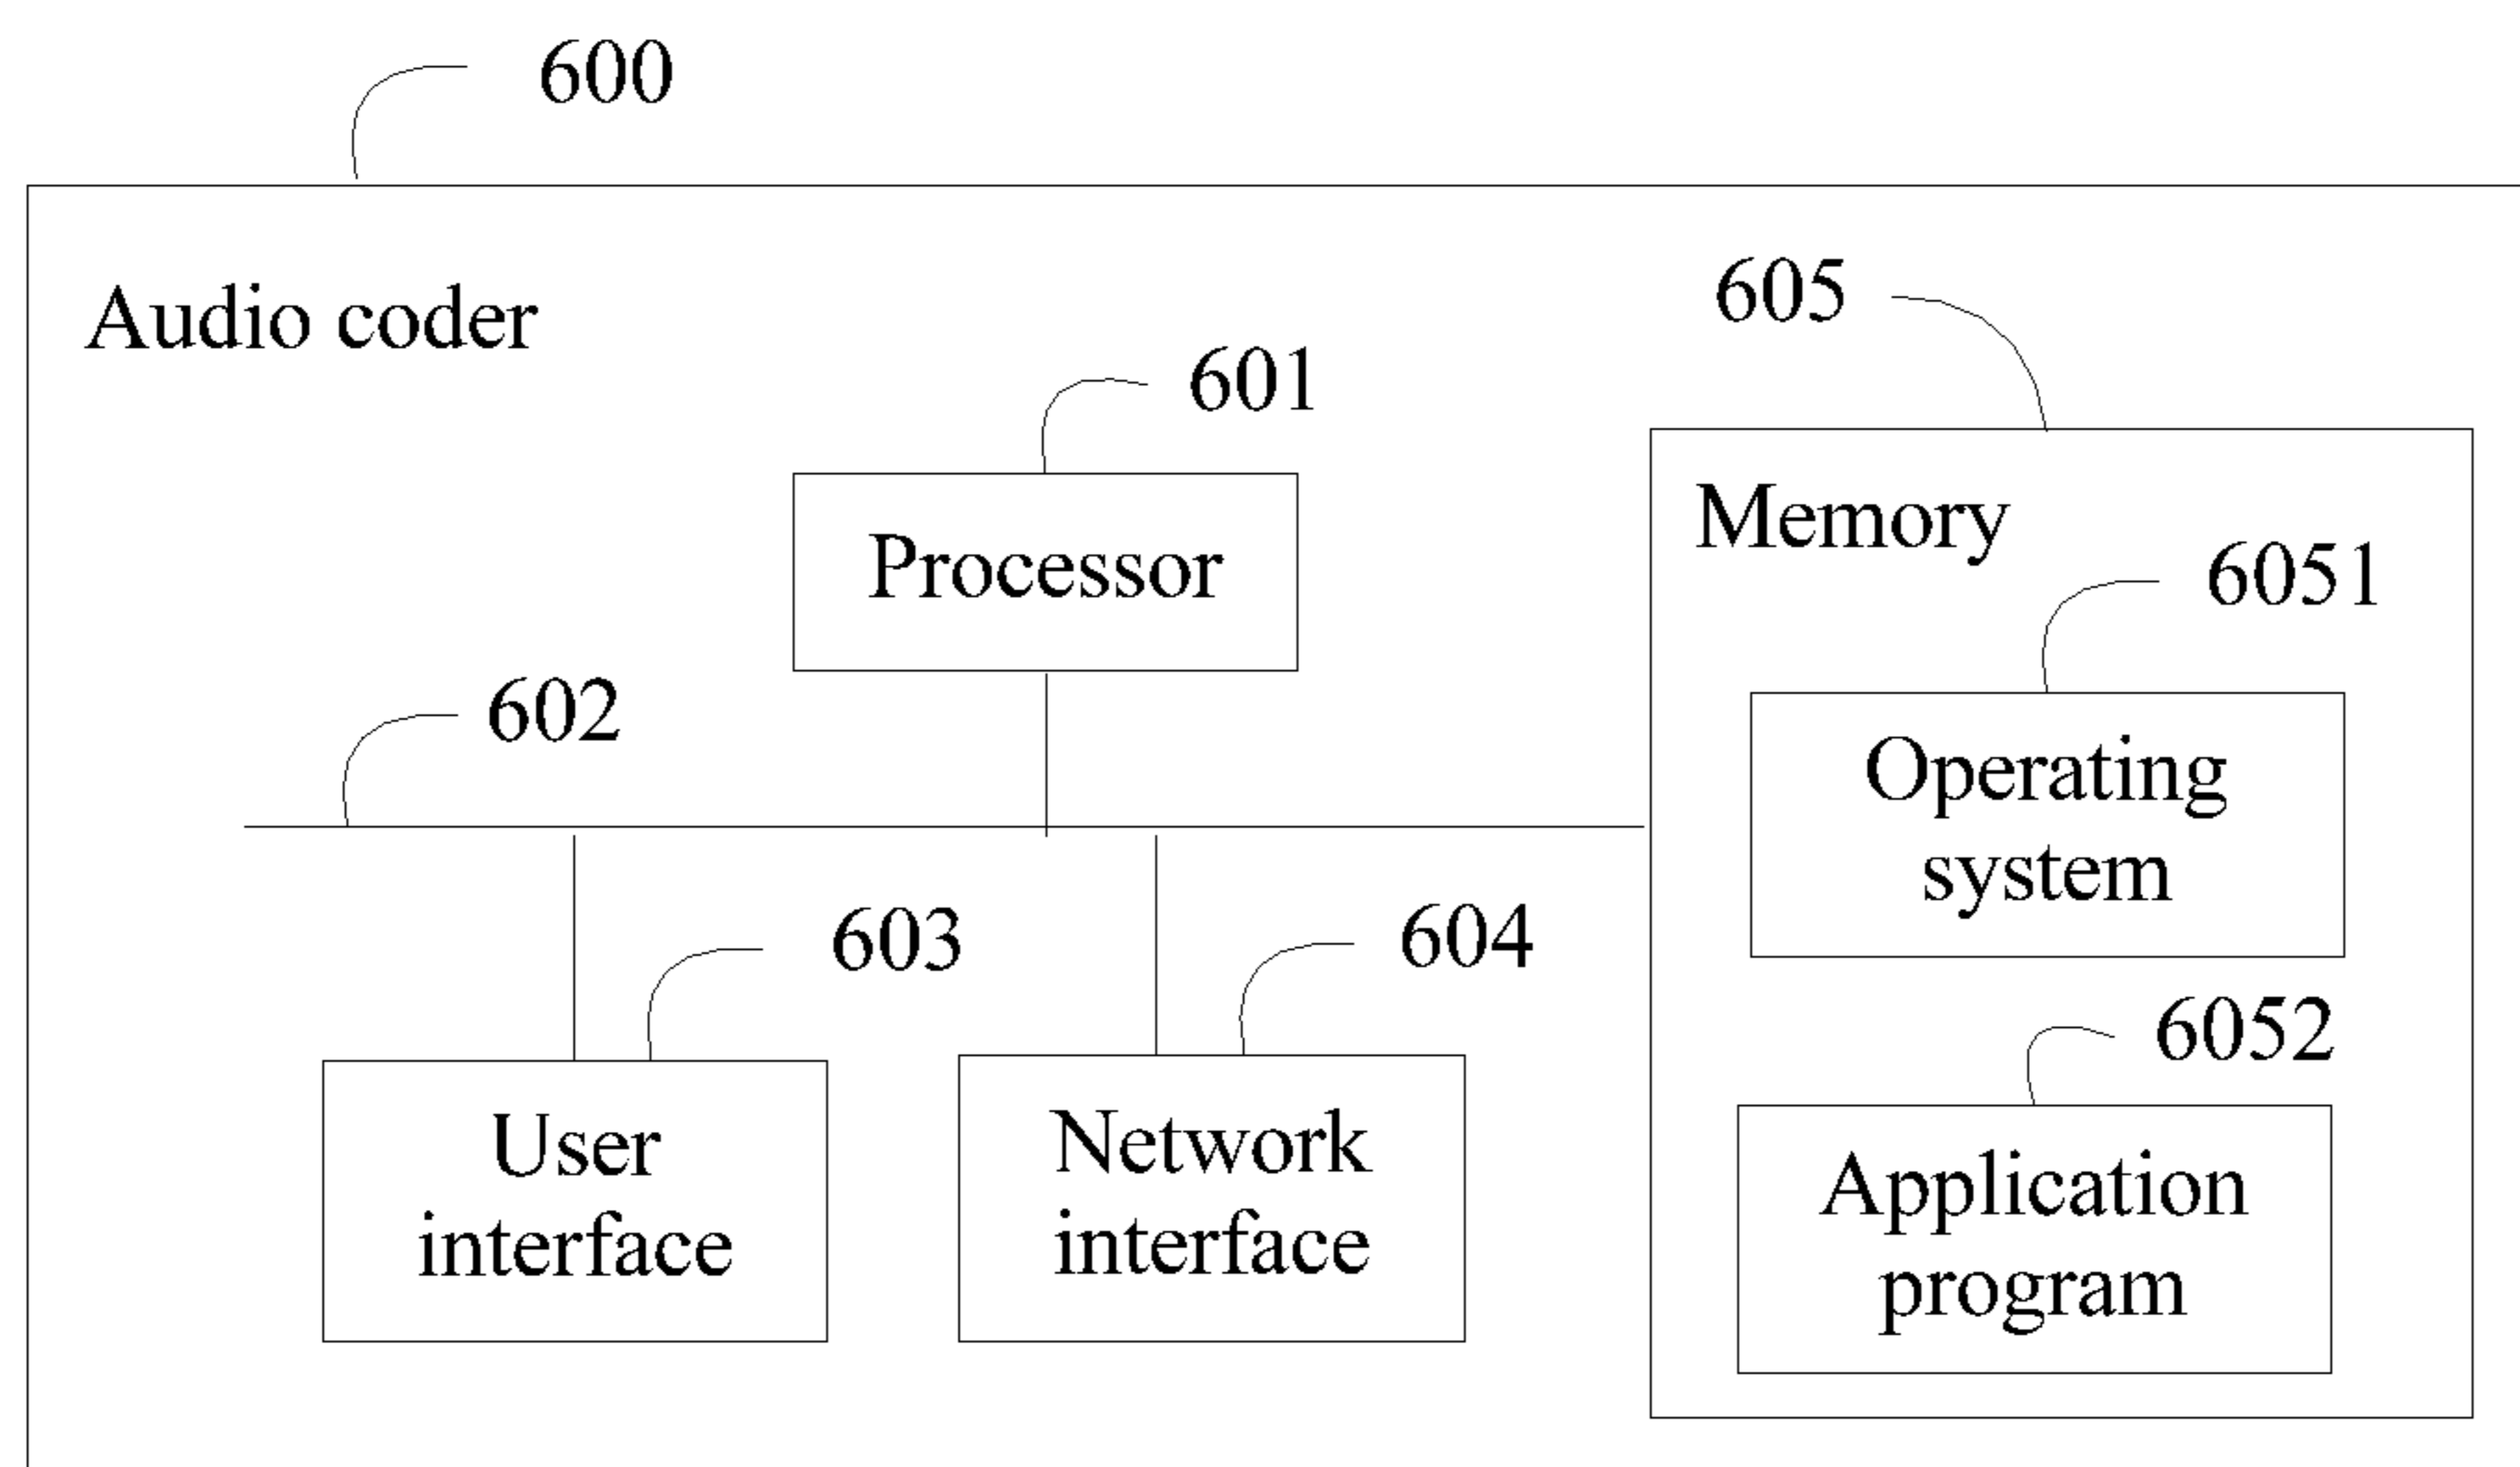 600
Audio coder
605
601
Memory
Processor
6051
602
Operating
system
603
604
6052
User
interface
Network
interface
Application
program